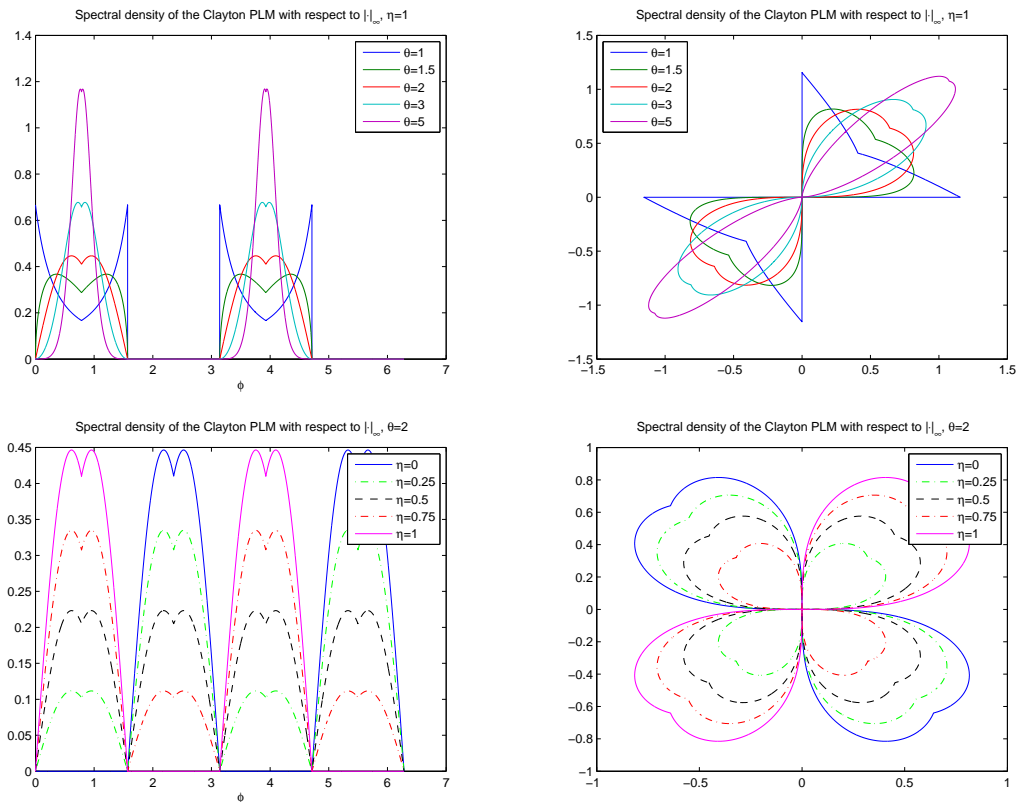 Spectral density of the Clayton PLM with respect to |·|∞, η=1
1.4
1.2
1
0.8
0.6
0.4
0.2
0
0 1 2 3 4 5 6 7
ϕ
θ=1
θ=1.5
θ=2
θ=3
θ=5
Spectral density of the Clayton PLM with respect to |·|∞, η=1
1.5
1
0.5
0
−0.5
−1
−1.5
−1.5 −1 −0.5 0 0.5 1 1.5
θ=1
θ=1.5
θ=2
θ=3
θ=5
Spectral density of the Clayton PLM with respect to |·|∞, θ=2
0.45
0.4
0.35
0.3
0.25
0.2
0.15
0.1
0.05
0
0 1 2 3 4 5 6 7
ϕ
η=0
η=0.25
η=0.5
η=0.75
η=1
Spectral density of the Clayton PLM with respect to |·|∞, θ=2
1
0.8
0.6
0.4
0.2
0
−0.2
−0.4
−0.6
−0.8
−1
−1 −0.5 0 0.5 1
η=0
η=0.25
η=0.5
η=0.75
η=1